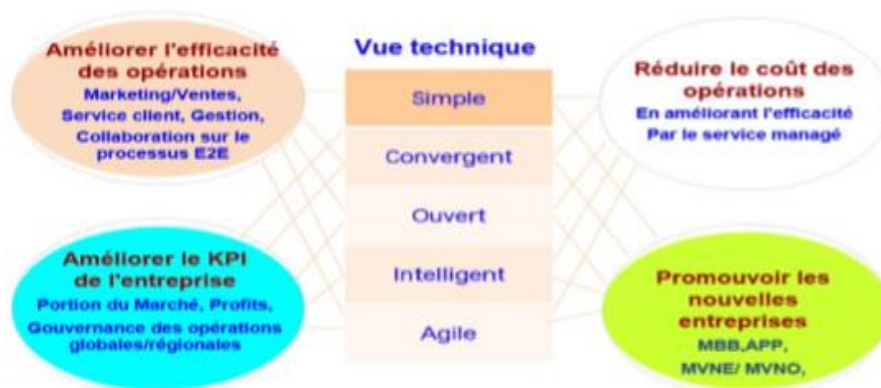 Améliorer l'efficacité
des opérations
Marketing/Ventes,
Service client, Gestion,
Collaboration sur le
processus E2E
Améliorer le KPI
de l'entreprise
Portion du Marché, Profits,
Gouvernance des opérations
globales/régionales
Vue technique
Simple
Convergent
Ouvert
Intelligent
Agile
Réduire le coût des
opérations
En améliorant l'efficacité
Par le service managé
Promouvoir les
nouvelles
entreprises
MBB,APP,
MVNE/ MVNO,